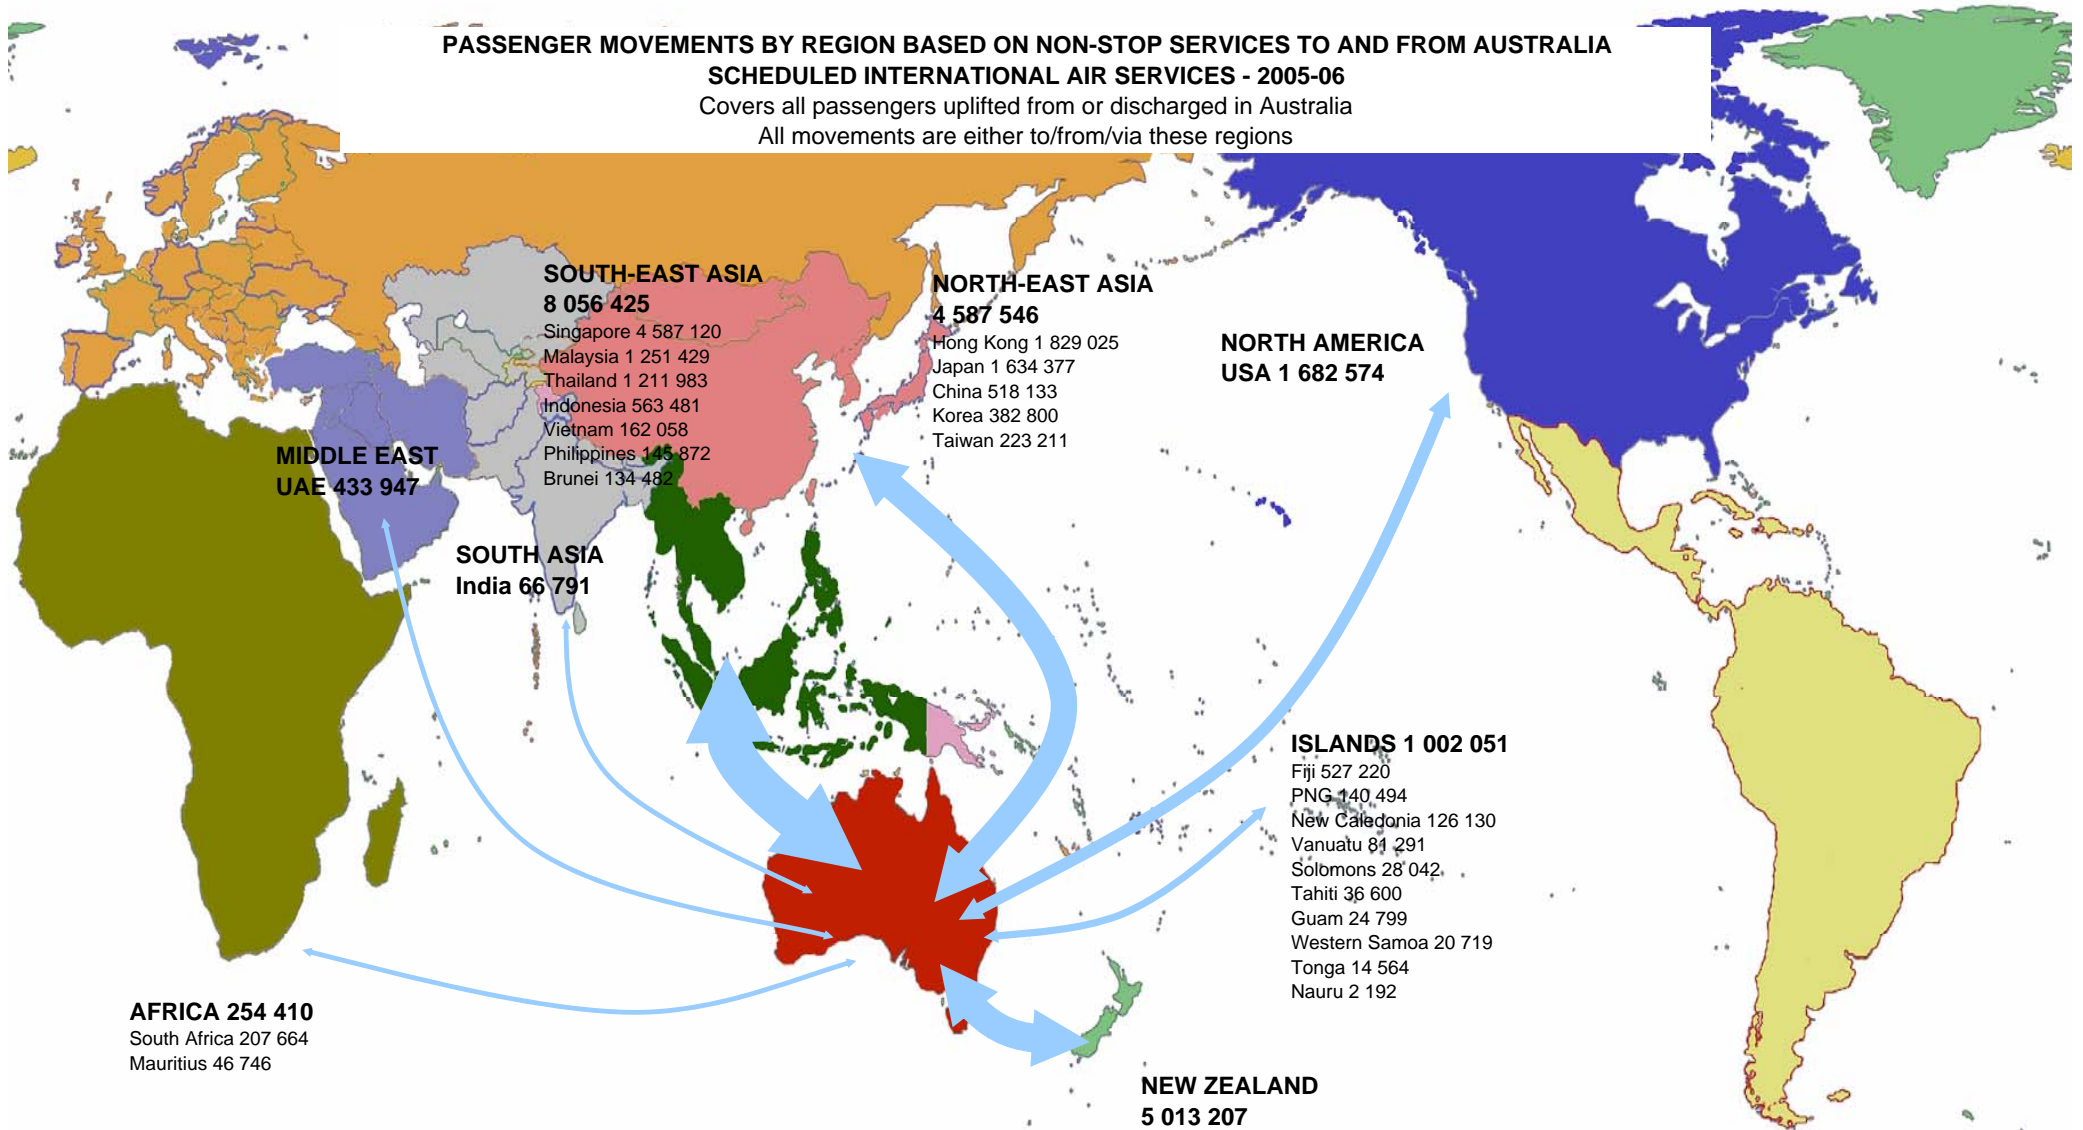 PASSENGER MOVEMENTS BY REGION BASED ON NON-STOP SERVICES TO AND FROM AUSTRALIA
SCHEDULED INTERNATIONAL AIR SERVICES - 2005-06
Covers all passengers uplifted from or discharged in Australia
All movements are either to/from/via these regions
SOUTH-EAST ASIA
8 056 425
Singapore 4 587 120
Malaysia 1 251 429
Thailand 1 211 983
Indonesia 563 481
Vietnam 162 058
Philippines 145 872
Brunei 134 482
NORTH-EAST ASIA
4 587 546
Hong Kong 1 829 025
Japan 1 634 377
China 518 133
Korea 382 800
Taiwan 223 211
NORTH AMERICA
USA 1 682 574
MIDDLE EAST
UAE 433 947
SOUTH ASIA
India 66 791
ISLANDS 1 002 051
Fiji 527 220
PNG 140 494
New Caledonia 126 130
Vanuatu 81 291
Solomons 28 042
Tahiti 36 600
Guam 24 799
Western Samoa 20 719
Tonga 14 564
Nauru 2 192
AFRICA 254 410
South Africa 207 664
Mauritius 46 746
NEW ZEALAND
5 013 207